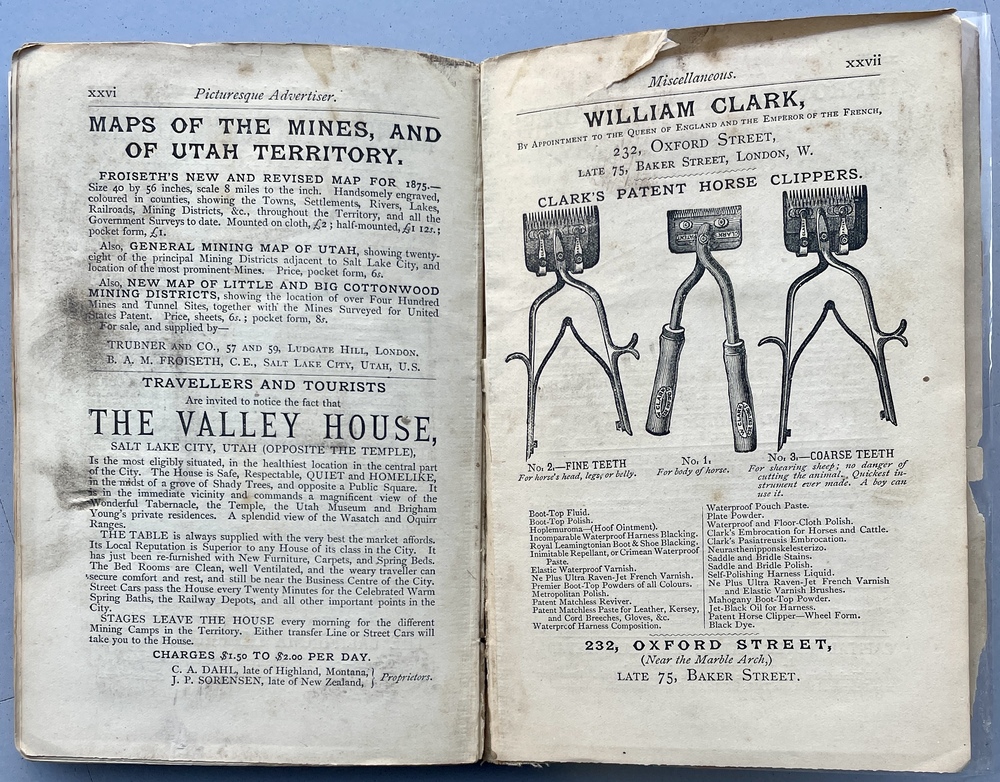 xxvi Picturesque Advertiser.
MAPS OF THE MINES, AND
OF UTAH TERRITORY.
FROISETH'S NEW AND REVISED MAP FOR 1875.—
Size 40 by 56 inches, scale 8 miles to the inch. Handsomely engraved,
coloured in counties, showing the Towns, Settlements, Rivers, Lakes,
Railroads, Mining Districts, &c., throughout the Territory, and all the
Government Surveys to date. Mounted on cloth, £2 ; half-mounted, £1 12s. ;
pocket form, £1.
Also, GENERAL MINING MAP OF UTAH, showing twenty-
eight of the principal Mining Districts adjacent to Salt Lake City, and
location of the most prominent Mines. Price, pocket form, 6s.
Also, NEW MAP OF LITTLE AND BIG COTTONWOOD
MINING DISTRICTS, showing the location of over Four Hundred
Mines and Tunnel Sites, together with the Mines Surveyed for United
States Patent. Price, sheets, 6s. ; pocket form, 8s.
For sale, and supplied by—
TRUBNER AND CO., 57 AND 59, LUDGATE HILL, LONDON.
B. A. M. FROISETH, C.E., SALT LAKE CITY, UTAH, U.S.
TRAVELLERS AND TOURISTS
Are invited to notice the fact that
THE VALLEY HOUSE,
SALT LAKE CITY, UTAH (OPPOSITE THE TEMPLE),
Is the most eligibly situated, in the healthiest location in the central part
of the City. The House is Safe, Respectable, QUIET and HOMELIKE,
in the midst of a grove of Shady Trees, and opposite a Public Square. It
is in the immediate vicinity and commands a magnificent view of the
Wonderful Tabernacle, the Temple, the Utah Museum and Brigham
Young's private residences. A splendid view of the Wasatch and Oquirr
Ranges.
THE TABLE is always supplied with the very best the market affords.
Its Local Reputation is Superior to any House of its class in the City. It
has just been re-furnished with New Furniture, Carpets, and Spring Beds.
The Bed Rooms are Clean, well Ventilated, and the weary traveller can
secure comfort and rest, and still be near the Business Centre of the City.
Street Cars pass the House every Twenty Minutes for the Celebrated Warm
Spring Baths, the Railway Depots, and all other important points in the
City.
STAGES LEAVE THE HOUSE every morning for the different
Mining Camps in the Territory. Either transfer Line or Street Cars will
take you to the House.
CHARGES $1.50 TO $2.00 PER DAY.
C. A. DAHL, late of Highland, Montana,
J. P. SORENSEN, late of New Zealand, } Proprietors.
Miscellaneous. xxvii
WILLIAM CLARK,
BY APPOINTMENT TO THE QUEEN OF ENGLAND AND THE EMPEROR OF THE FRENCH,
232, OXFORD STREET,
LATE 75, BAKER STREET, LONDON, W.
CLARK'S PATENT HORSE CLIPPERS.
No. 2.—FINE TEETH
For horse's head, legs, or belly.
No. 1.
For body of horse.
No. 3.—COARSE TEETH
For shearing sheep; no danger of
cutting the animal. Quickest in-
strument ever made. A boy can
use it.
Boot-Top Fluid.
Boot-Top Polish.
Hoplemuroma—(Hoof Ointment).
Incomparable Waterproof Harness Blacking.
Royal Leamington Boot & Shoe Blacking.
Inimitable Repellant, or Crimean Waterproof
Paste.
Elastic Waterproof Varnish.
Ne Plus Ultra Raven-Jet French Varnish.
Premier Boot-Top Powders of all Colours.
Metropolitan Polish.
Patent Matchless Reviver.
Patent Matchless Paste for Leather, Kersey,
and Cord Breeches, Gloves, &c.
Waterproof Harness Composition.
Waterproof Pouch Paste.
Plate Powder.
Waterproof and Floor-Cloth Polish.
Clark's Embrocation for Horses and Cattle.
Clark's Pasiatreusis Embrocation.
Neurasthenipponskelesterizo.
Saddle and Bridle Stains.
Saddle and Bridle Polish.
Self-Polishing Harness Liquid.
Ne Plus Ultra Raven-Jet French Varnish
and Elastic Varnish Brushes.
Mahogany Boot-Top Powder.
Jet-Black Oil for Harness.
Patent Horse Clipper—Wheel Form.
Black Dye.
232, OXFORD STREET,
(Near the Marble Arch,)
LATE 75, BAKER STREET.